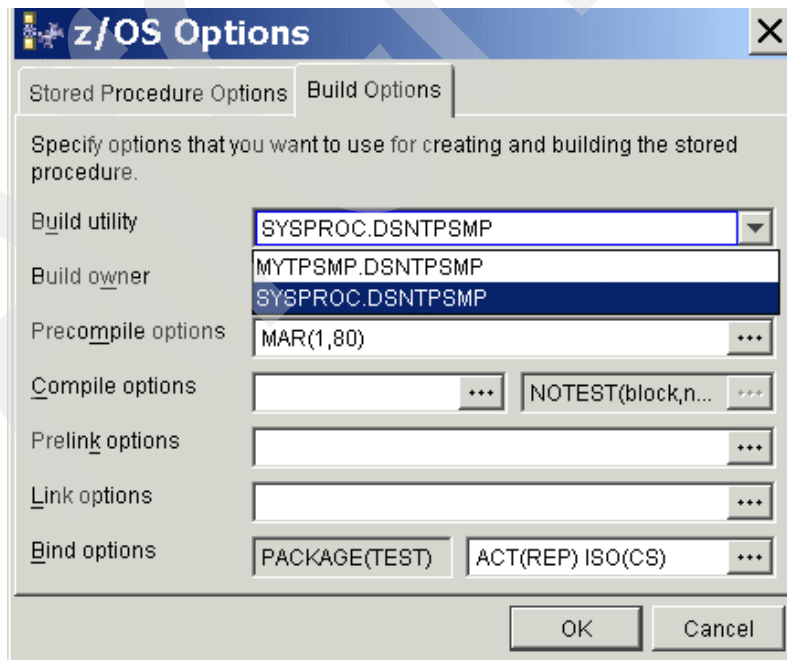 z/OS Options
Stored Procedure Options Build Options
Specify options that you want to use for creating and building the stored
procedure.
Build utility SYSPROC.DSNTPSMP
MYTPSMP.DSNTPSMP
Build owner
SYSPROC.DSNTPSMP
Precompile options MAR(1,80) ...
Compile options ... NOTEST(block,n... ...
Prelink options ...
Link options ...
Bind options PACKAGE(TEST) ACT(REP) ISO(CS) ...
OK Cancel